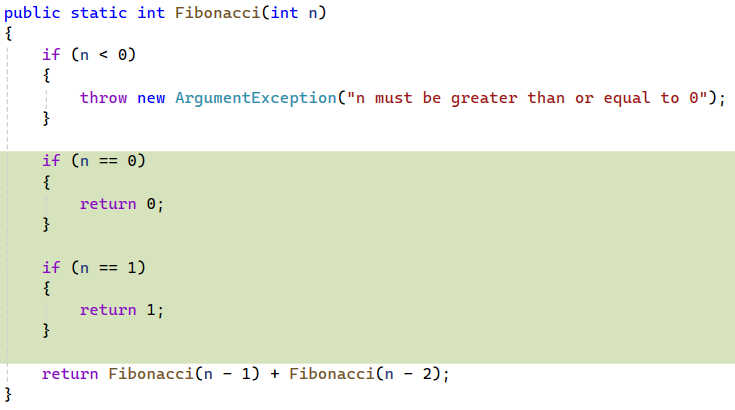 public static int Fibonacci(int n)
{
    if (n < 0)
    {
        throw new ArgumentException("n must be greater than or equal to 0");
    }

    if (n == 0)
    {
        return 0;
    }

    if (n == 1)
    {
        return 1;
    }

    return Fibonacci(n - 1) + Fibonacci(n - 2);
}